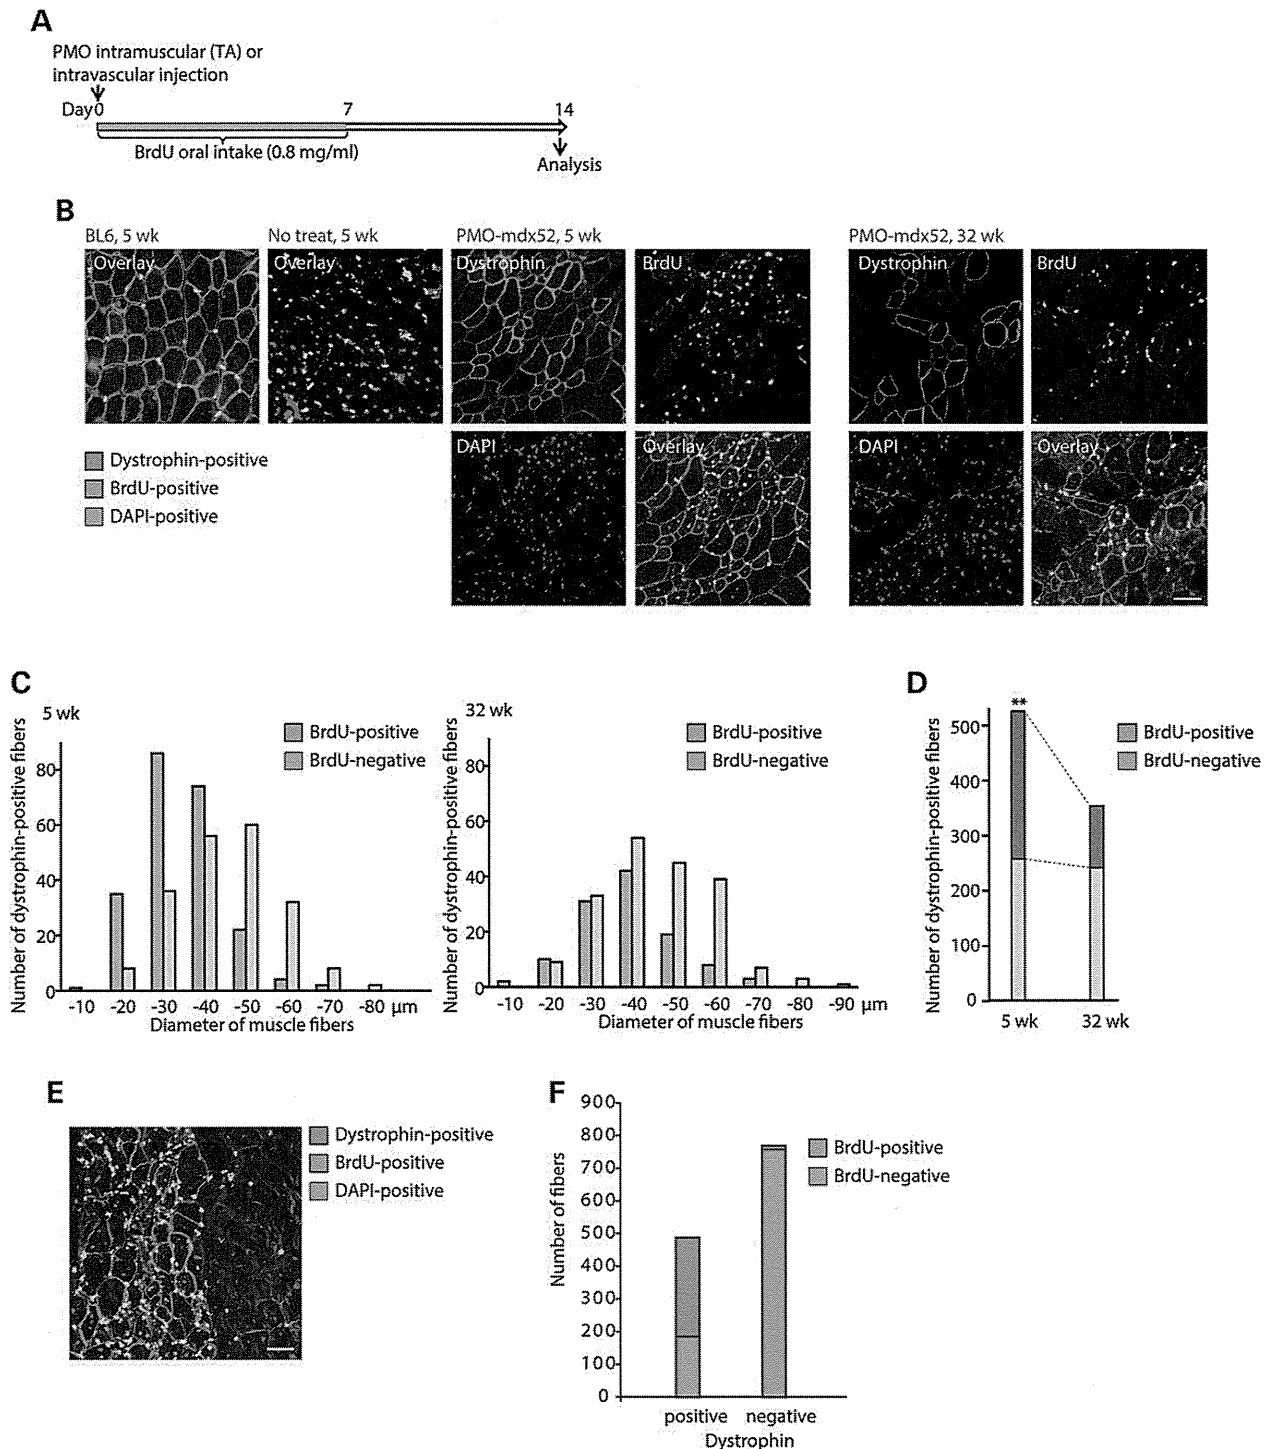 A
PMO intramuscular (TA) or
intravascular injection
Day 0 7 14
BrdU oral intake (0.8 mg/ml)
Analysis
B
BL6, 5 wk
No treat, 5 wk
PMO-mdx52, 5 wk
PMO-mdx52, 32 wk
Overlay
Overlay
Dystrophin
BrdU
Dystrophin
BrdU
DAPI
Overlay
DAPI
Overlay
Dystrophin-positive
BrdU-positive
DAPI-positive
C
5 wk
Number of dystrophin-positive fibers
80
60
40
20
0
-10 -20 -30 -40 -50 -60 -70 -80 μm
Diameter of muscle fibers
BrdU-positive
BrdU-negative
32 wk
Number of dystrophin-positive fibers
80
60
40
20
0
-10 -20 -30 -40 -50 -60 -70 -80 -90 μm
Diameter of muscle fibers
BrdU-positive
BrdU-negative
D
Number of dystrophin-positive fibers
**
500
400
300
200
100
0
5 wk 32 wk
BrdU-positive
BrdU-negative
E
Dystrophin-positive
BrdU-positive
DAPI-positive
F
Number of fibers
900
800
700
600
500
400
300
200
100
0
positive negative
Dystrophin
BrdU-positive
BrdU-negative